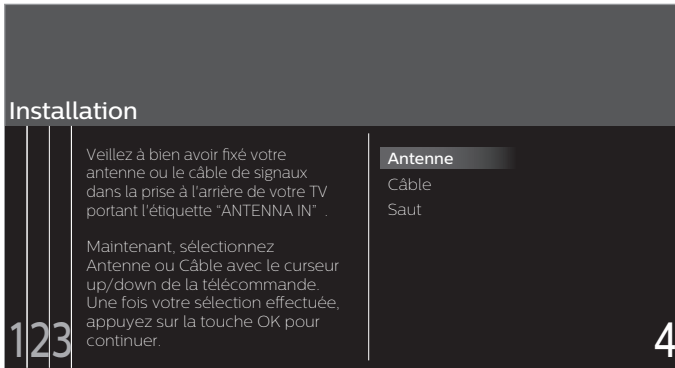 Installation
Veillez à bien avoir fixé votre
antenne ou le câble de signaux
dans la prise à l'arrière de votre TV
portant l'étiquette “ANTENNA IN” .
Maintenant, sélectionnez
Antenne ou Câble avec le curseur
up/down de la télécommande.
Une fois votre sélection effectuée,
appuyez sur la touche OK pour
continuer.
Antenne
Câble
Saut
123
4